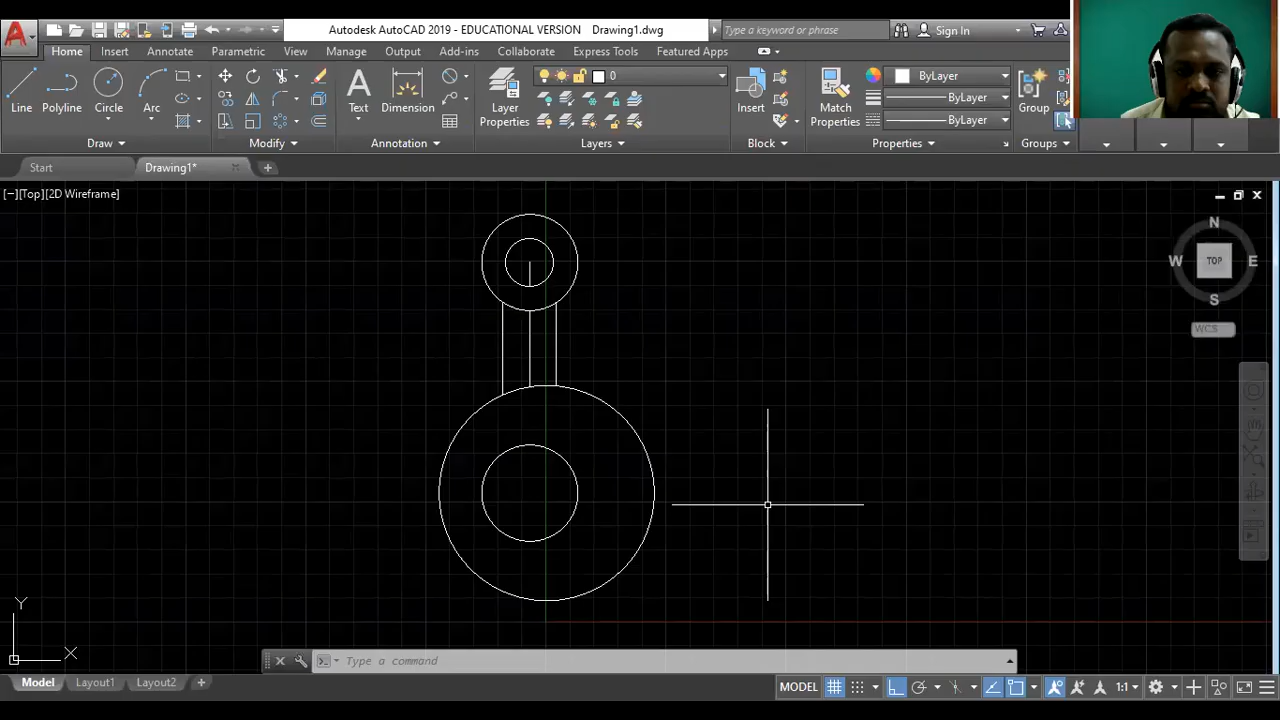 Autodesk AutoCAD 2019 - EDUCATIONAL VERSION Drawing1.dwg
Type a keyword or phrase
Sign In
Home Insert Annotate Parametric View Manage Output Add-ins Collaborate Express Tools Featured Apps
Line Polyline Circle Arc
Text Dimension
Layer Properties
0
Insert
Match Properties
ByLayer
ByLayer
ByLayer
Group
Draw Modify Annotation Layers Block Properties Groups
Start Drawing1*
[−][Top][2D Wireframe]
N
W TOP E
S
WCS
Y
X
Type a command
Model Layout1 Layout2
MODEL 1:1